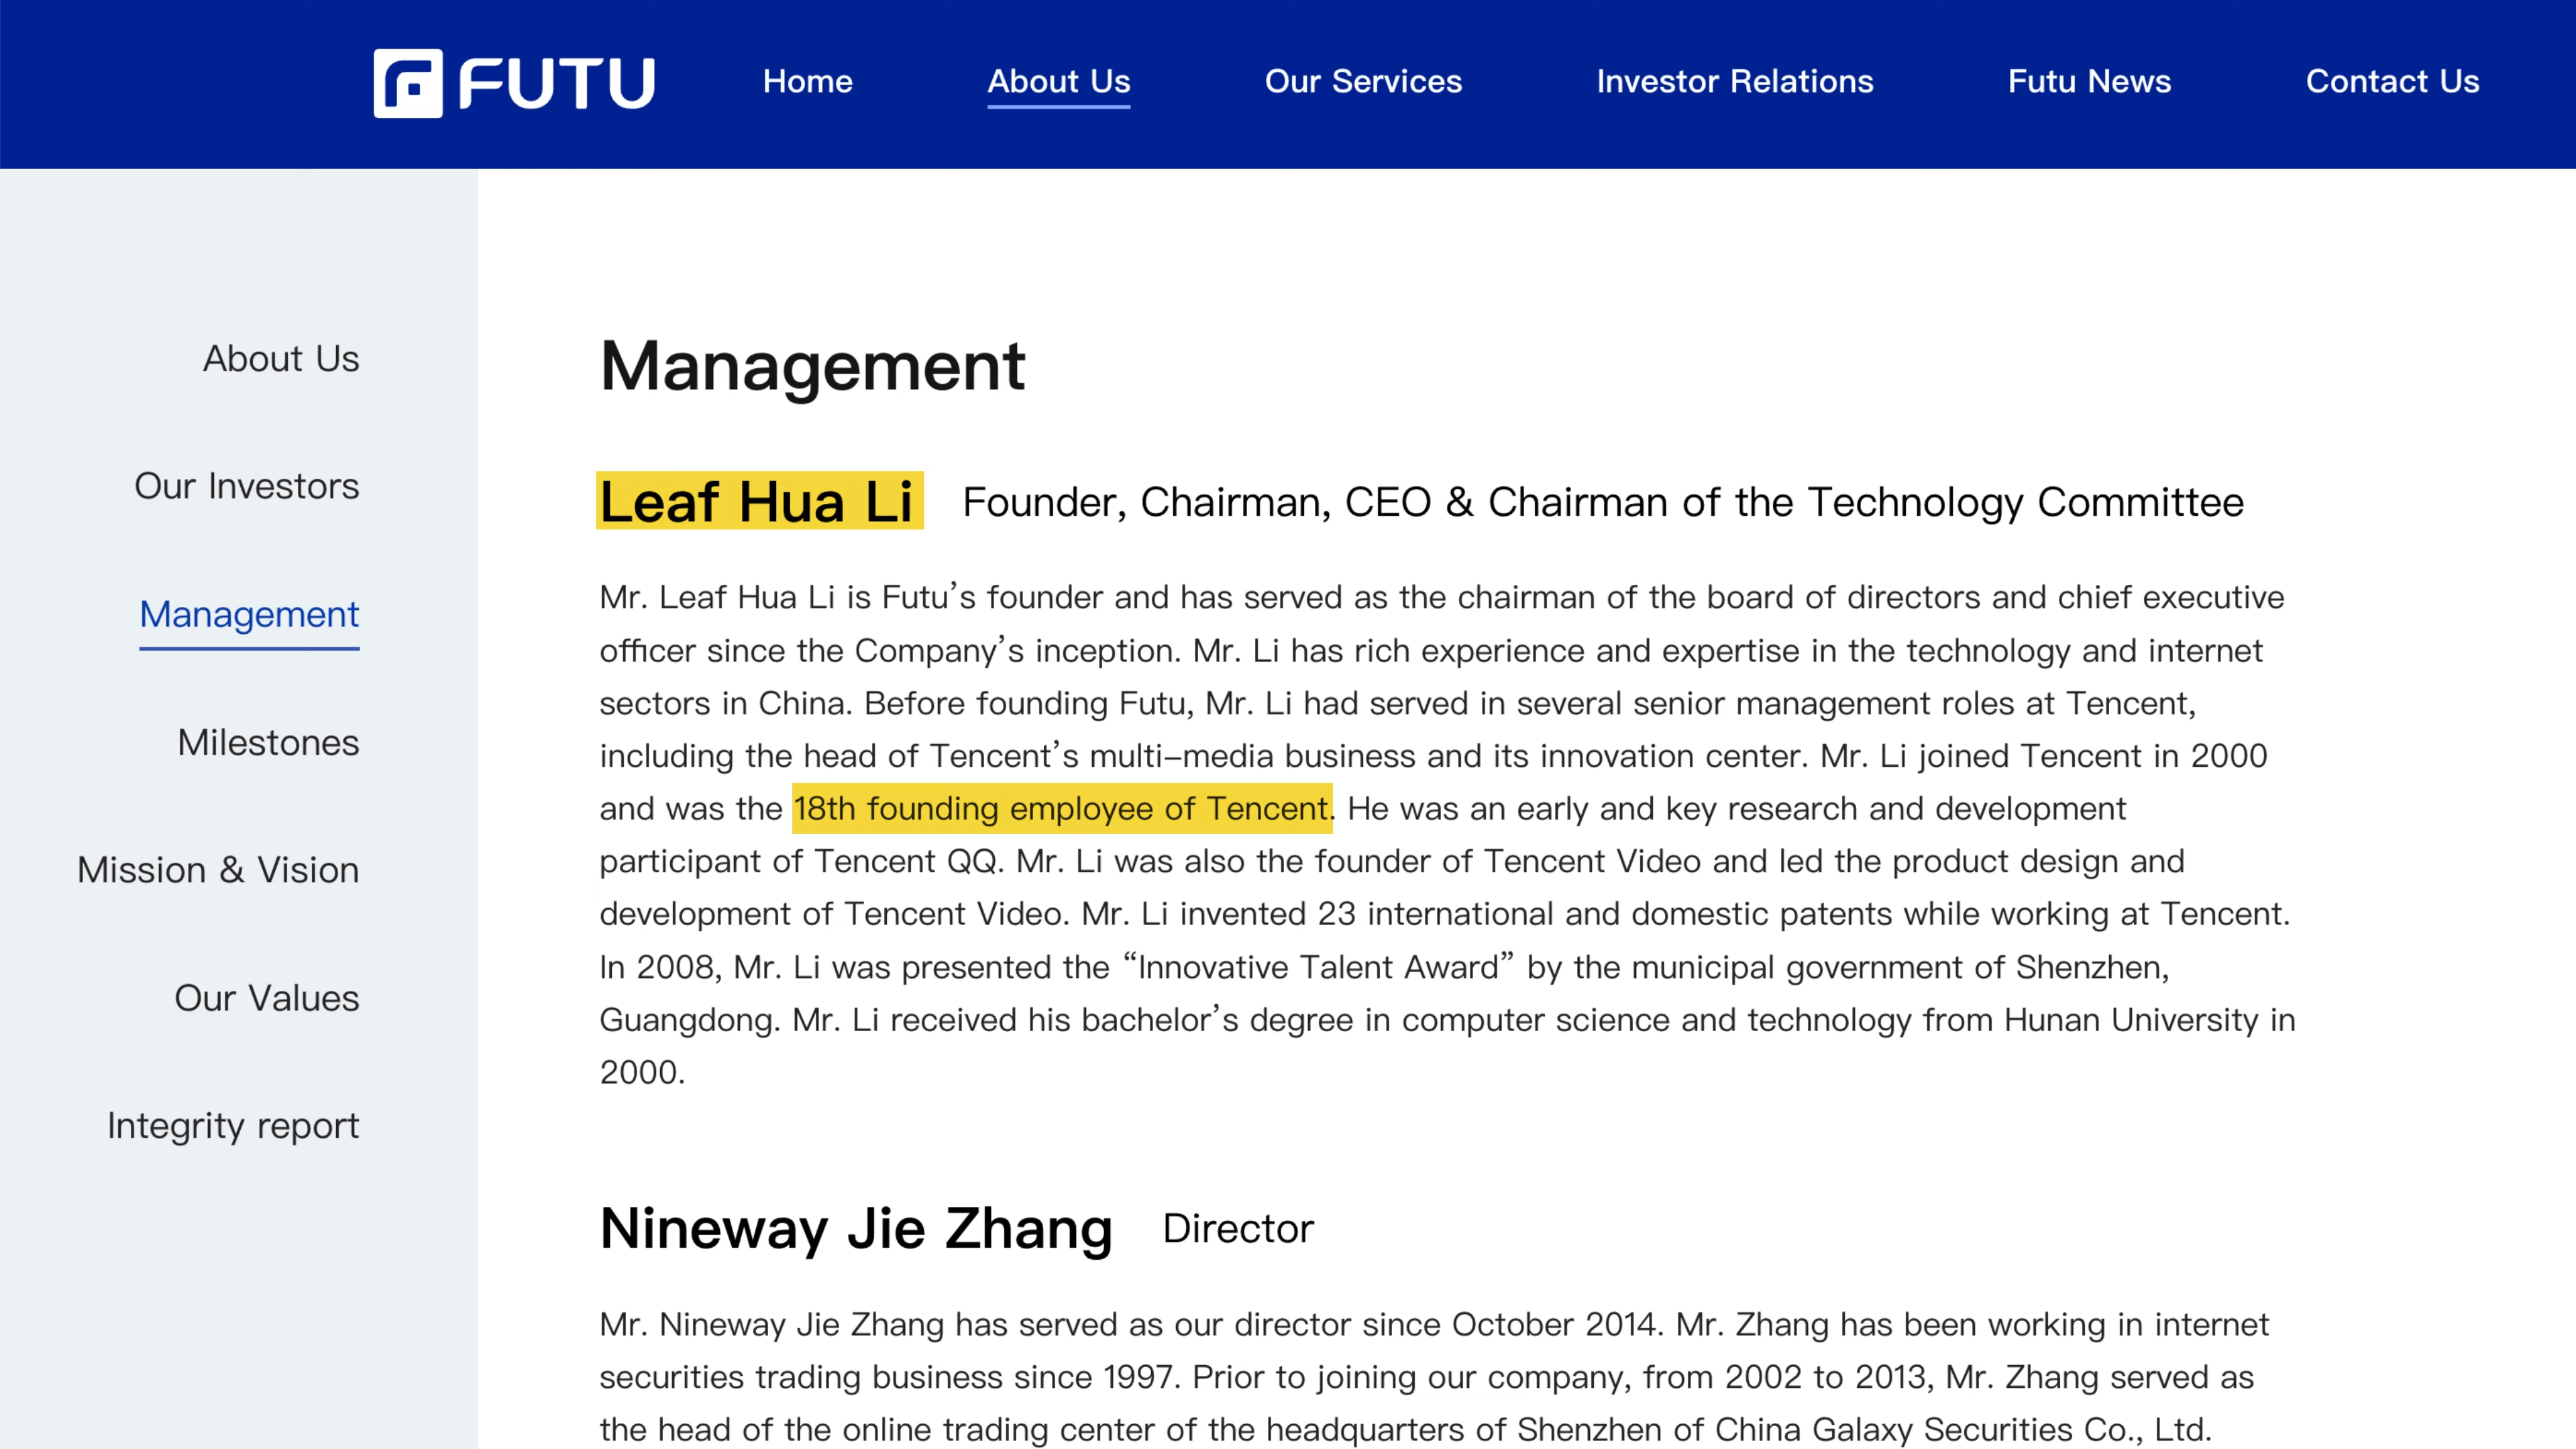 FUTU
Home
About Us
Our Services
Investor Relations
Futu News
Contact Us
About Us
Our Investors
Management
Milestones
Mission & Vision
Our Values
Integrity report
Management
Leaf Hua Li Founder, Chairman, CEO & Chairman of the Technology Committee
Mr. Leaf Hua Li is Futu’s founder and has served as the chairman of the board of directors and chief executive
officer since the Company’s inception. Mr. Li has rich experience and expertise in the technology and internet
sectors in China. Before founding Futu, Mr. Li had served in several senior management roles at Tencent,
including the head of Tencent’s multi–media business and its innovation center. Mr. Li joined Tencent in 2000
and was the 18th founding employee of Tencent. He was an early and key research and development
participant of Tencent QQ. Mr. Li was also the founder of Tencent Video and led the product design and
development of Tencent Video. Mr. Li invented 23 international and domestic patents while working at Tencent.
In 2008, Mr. Li was presented the “Innovative Talent Award” by the municipal government of Shenzhen,
Guangdong. Mr. Li received his bachelor’s degree in computer science and technology from Hunan University in
2000.
Nineway Jie Zhang Director
Mr. Nineway Jie Zhang has served as our director since October 2014. Mr. Zhang has been working in internet
securities trading business since 1997. Prior to joining our company, from 2002 to 2013, Mr. Zhang served as
the head of the online trading center of the headquarters of Shenzhen of China Galaxy Securities Co., Ltd.